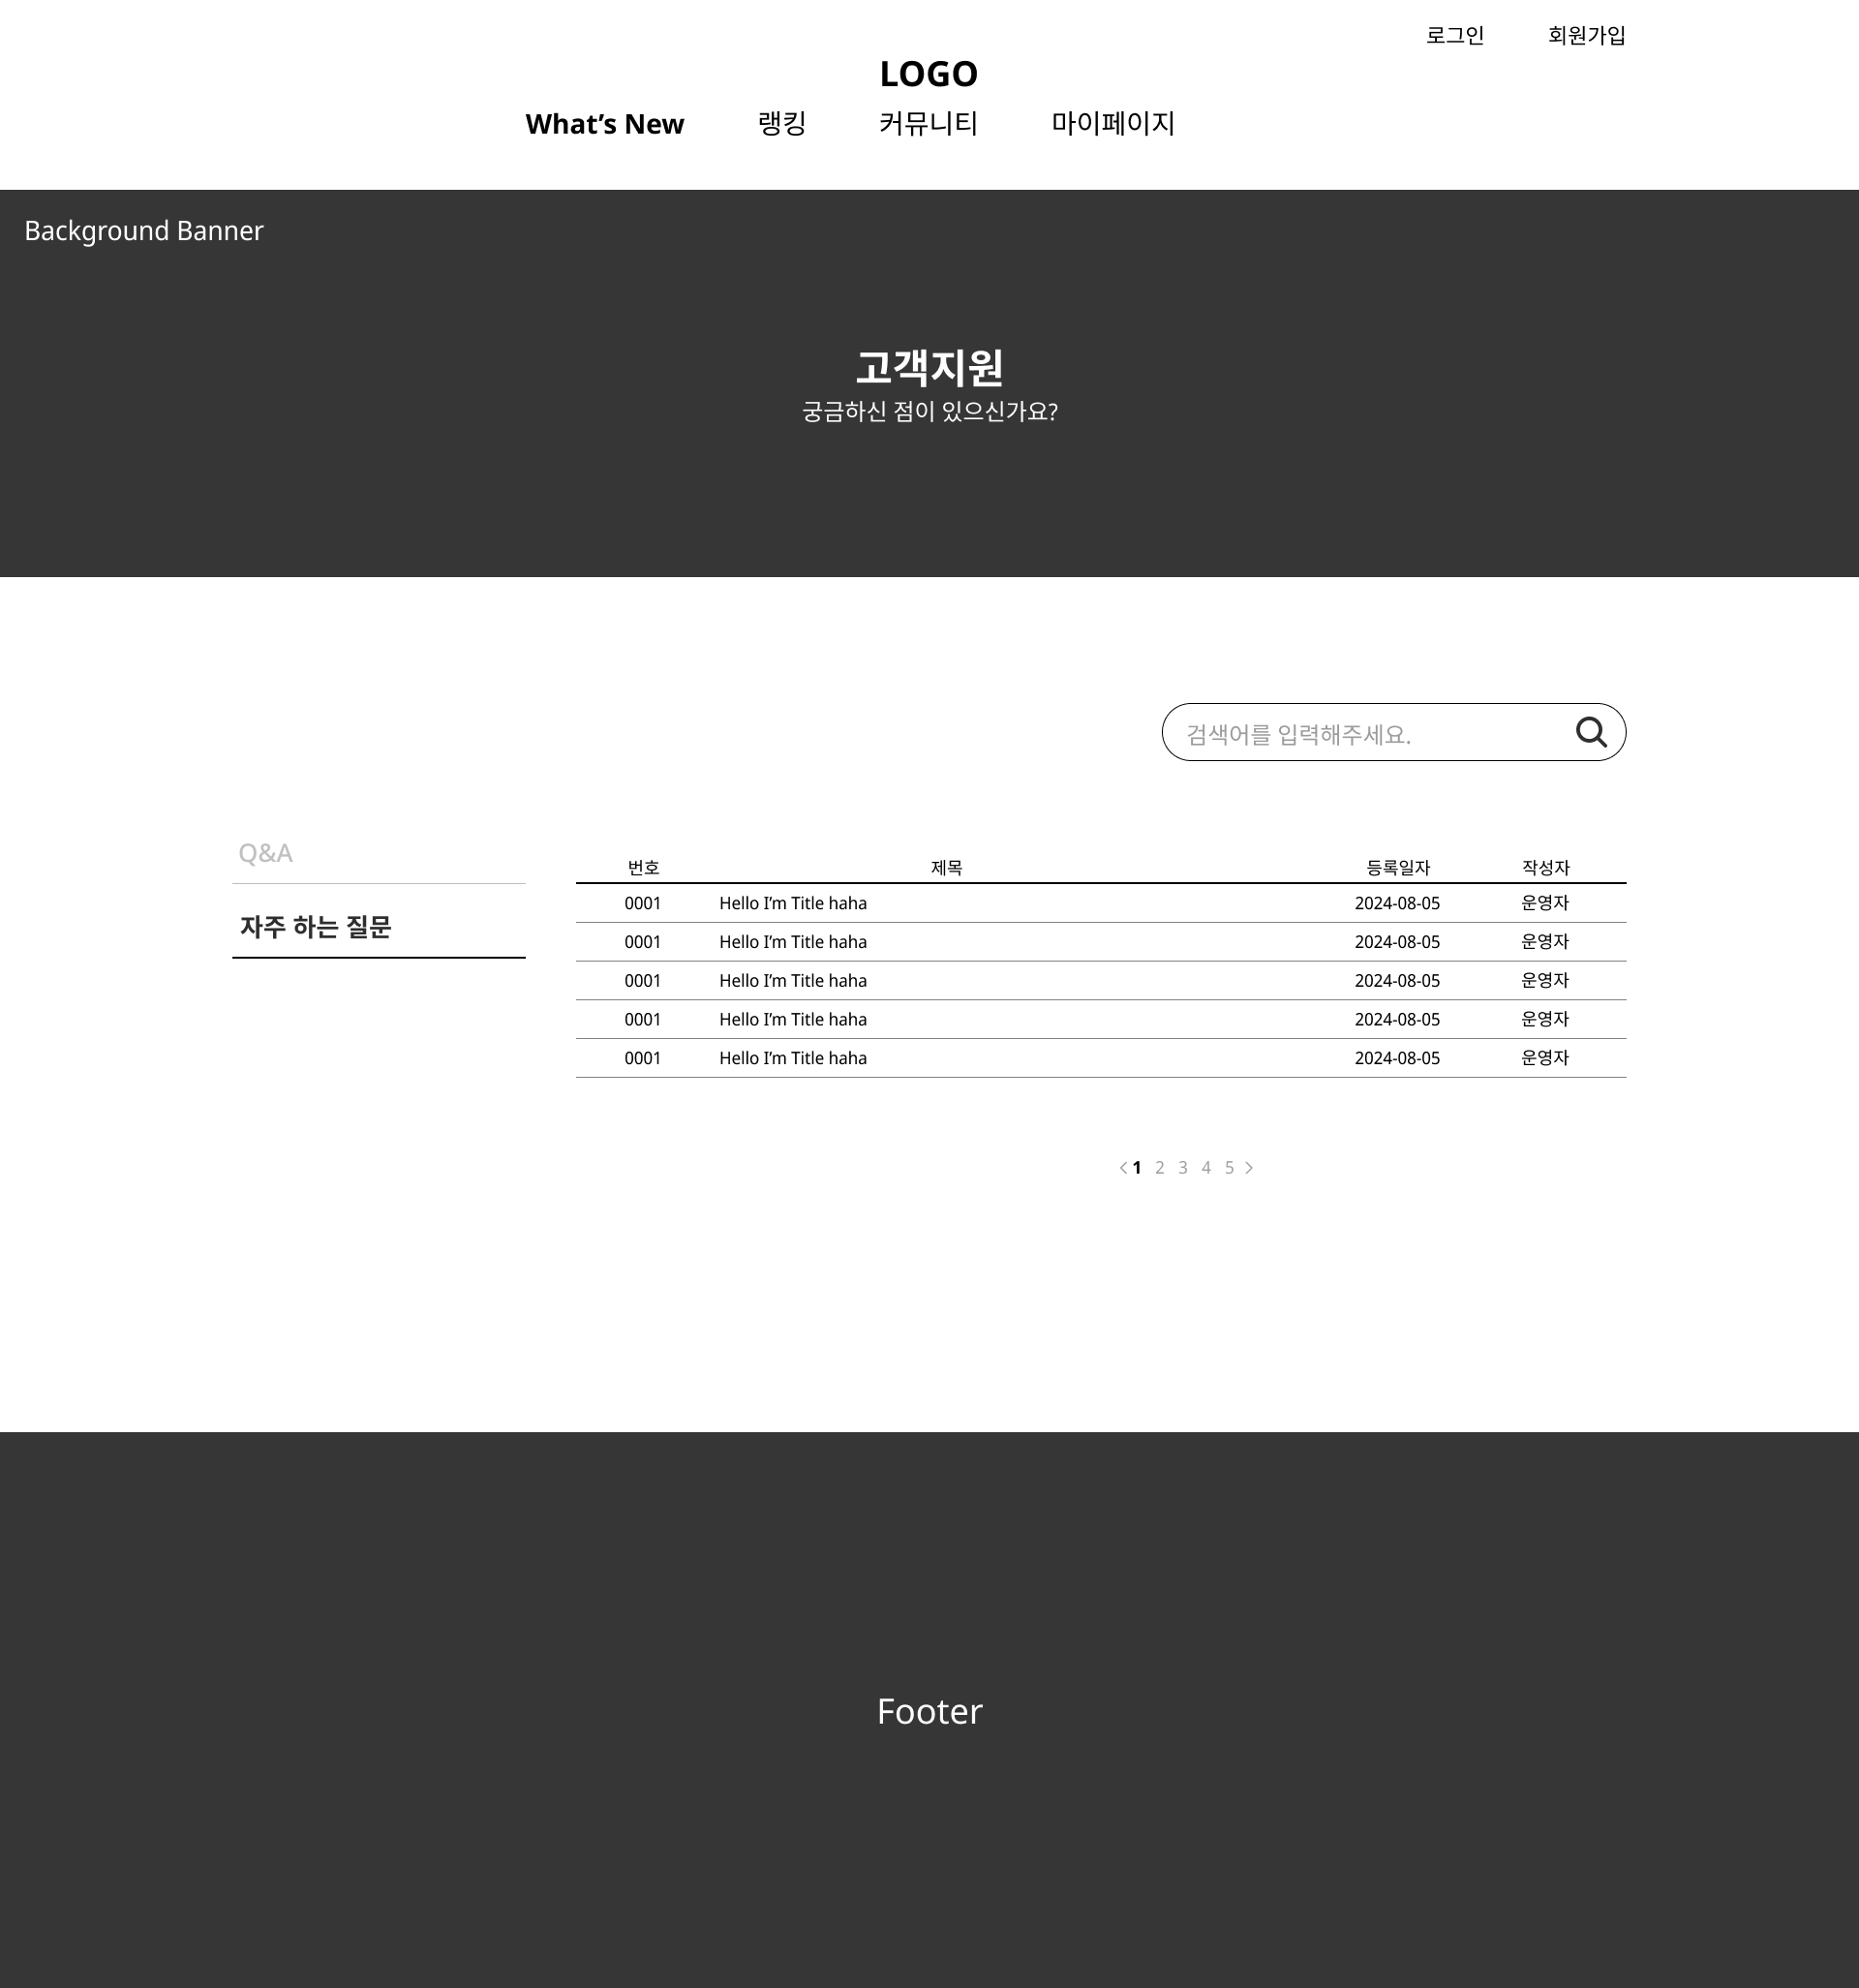 로그인 회원가입
LOGO
What’s New 랭킹 커뮤니티 마이페이지
Background Banner
고객지원
궁금하신 점이 있으신가요?
검색어를 입력해주세요.
Q&A
자주 하는 질문
번호 제목 등록일자 작성자
0001 Hello I’m Title haha 2024-08-05 운영자
0001 Hello I’m Title haha 2024-08-05 운영자
0001 Hello I’m Title haha 2024-08-05 운영자
0001 Hello I’m Title haha 2024-08-05 운영자
0001 Hello I’m Title haha 2024-08-05 운영자
1 2 3 4 5
Footer